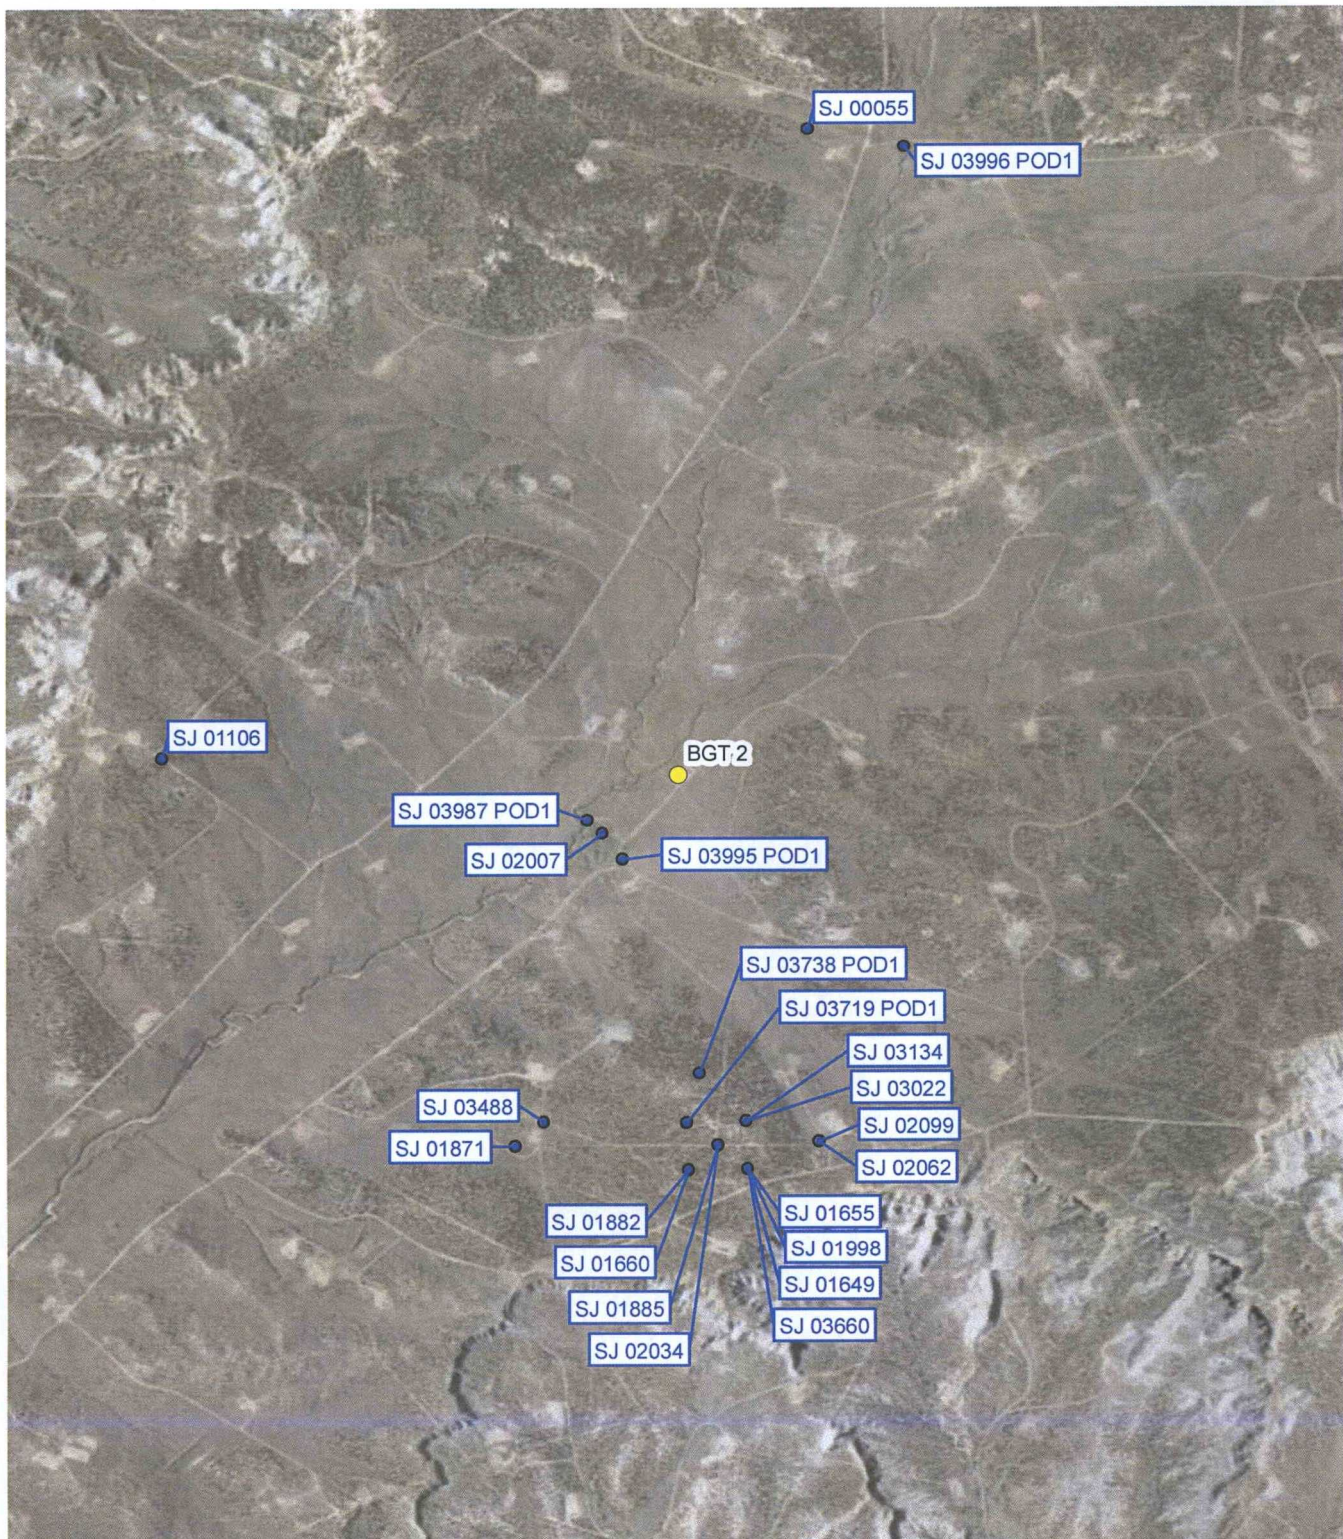 SJ 00055
SJ 03996 POD1
SJ 01106
BGT 2
SJ 03987 POD1
SJ 02007
SJ 03995 POD1
SJ 03738 POD1
SJ 03719 POD1
SJ 03134
SJ 03022
SJ 03488
SJ 02099
SJ 01871
SJ 02062
SJ 01882
SJ 01655
SJ 01998
SJ 01660
SJ 01649
SJ 01885
SJ 03660
SJ 02034